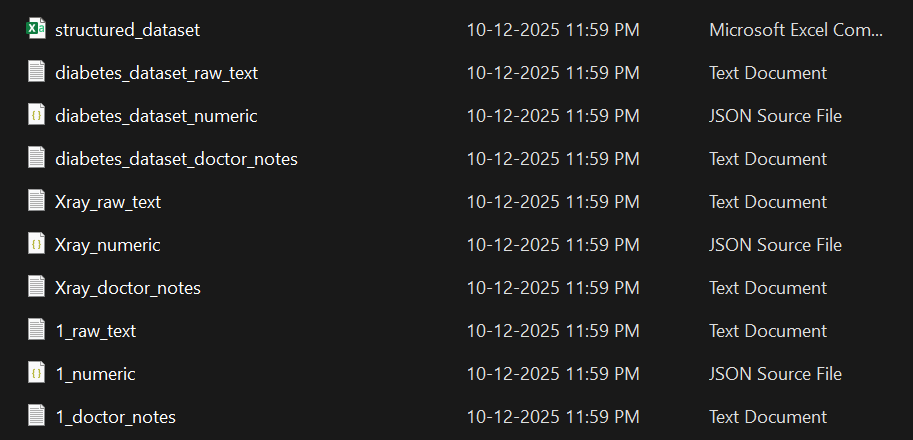 structured_dataset 10-12-2025 11:59 PM Microsoft Excel Com...
diabetes_dataset_raw_text 10-12-2025 11:59 PM Text Document
diabetes_dataset_numeric 10-12-2025 11:59 PM JSON Source File
diabetes_dataset_doctor_notes 10-12-2025 11:59 PM Text Document
Xray_raw_text 10-12-2025 11:59 PM Text Document
Xray_numeric 10-12-2025 11:59 PM JSON Source File
Xray_doctor_notes 10-12-2025 11:59 PM Text Document
1_raw_text 10-12-2025 11:59 PM Text Document
1_numeric 10-12-2025 11:59 PM JSON Source File
1_doctor_notes 10-12-2025 11:59 PM Text Document